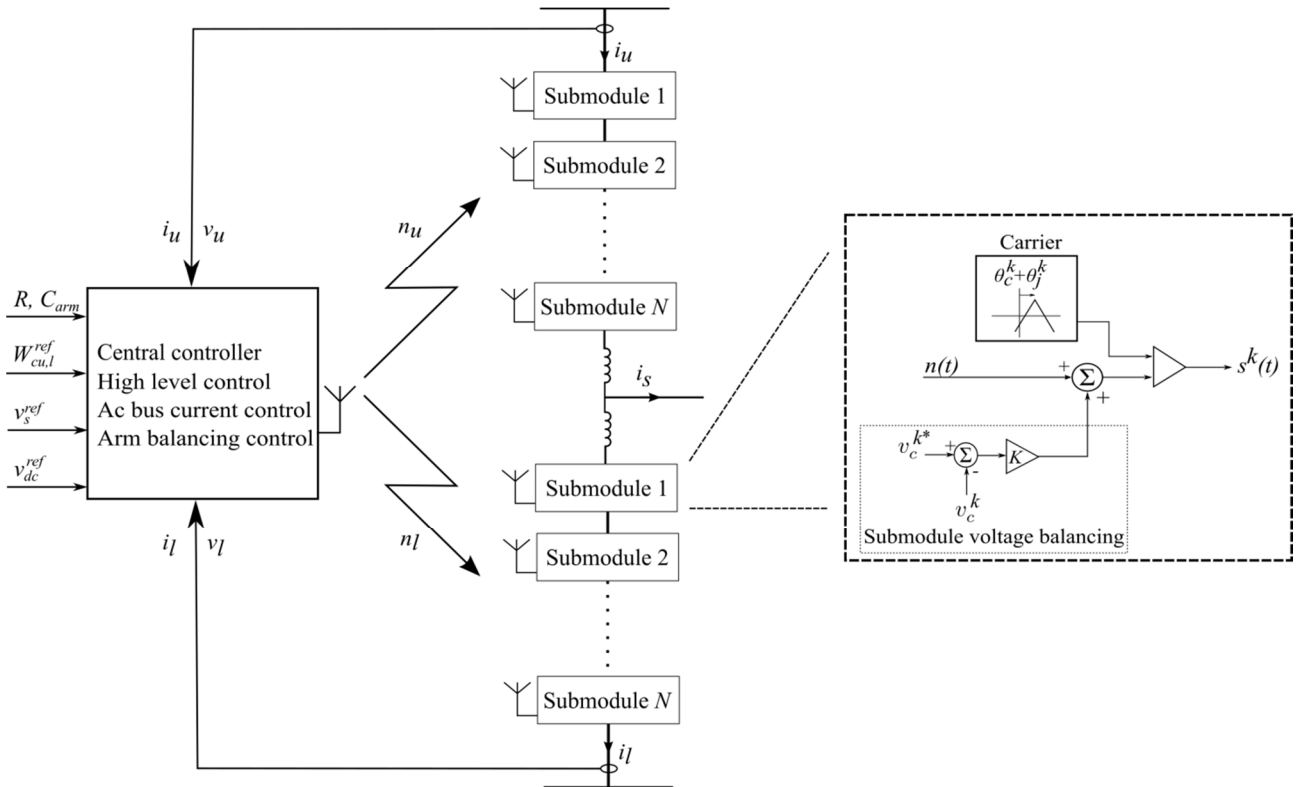 i_u
Submodule 1
Submodule 2
i_u v_u
n_u
Carrier
θ_c^k+θ_j^k
R, C_arm
Submodule N
W_cu,l^ref
Central controller
High level control
Ac bus current control
Arm balancing control
i_s
n(t)
+
Σ
+
s^k(t)
v_s^ref
v_dc^ref
v_c^k*
+
Σ
-
K
v_c^k
Submodule voltage balancing
Submodule 1
i_l v_l
n_l
Submodule 2
Submodule N
i_l